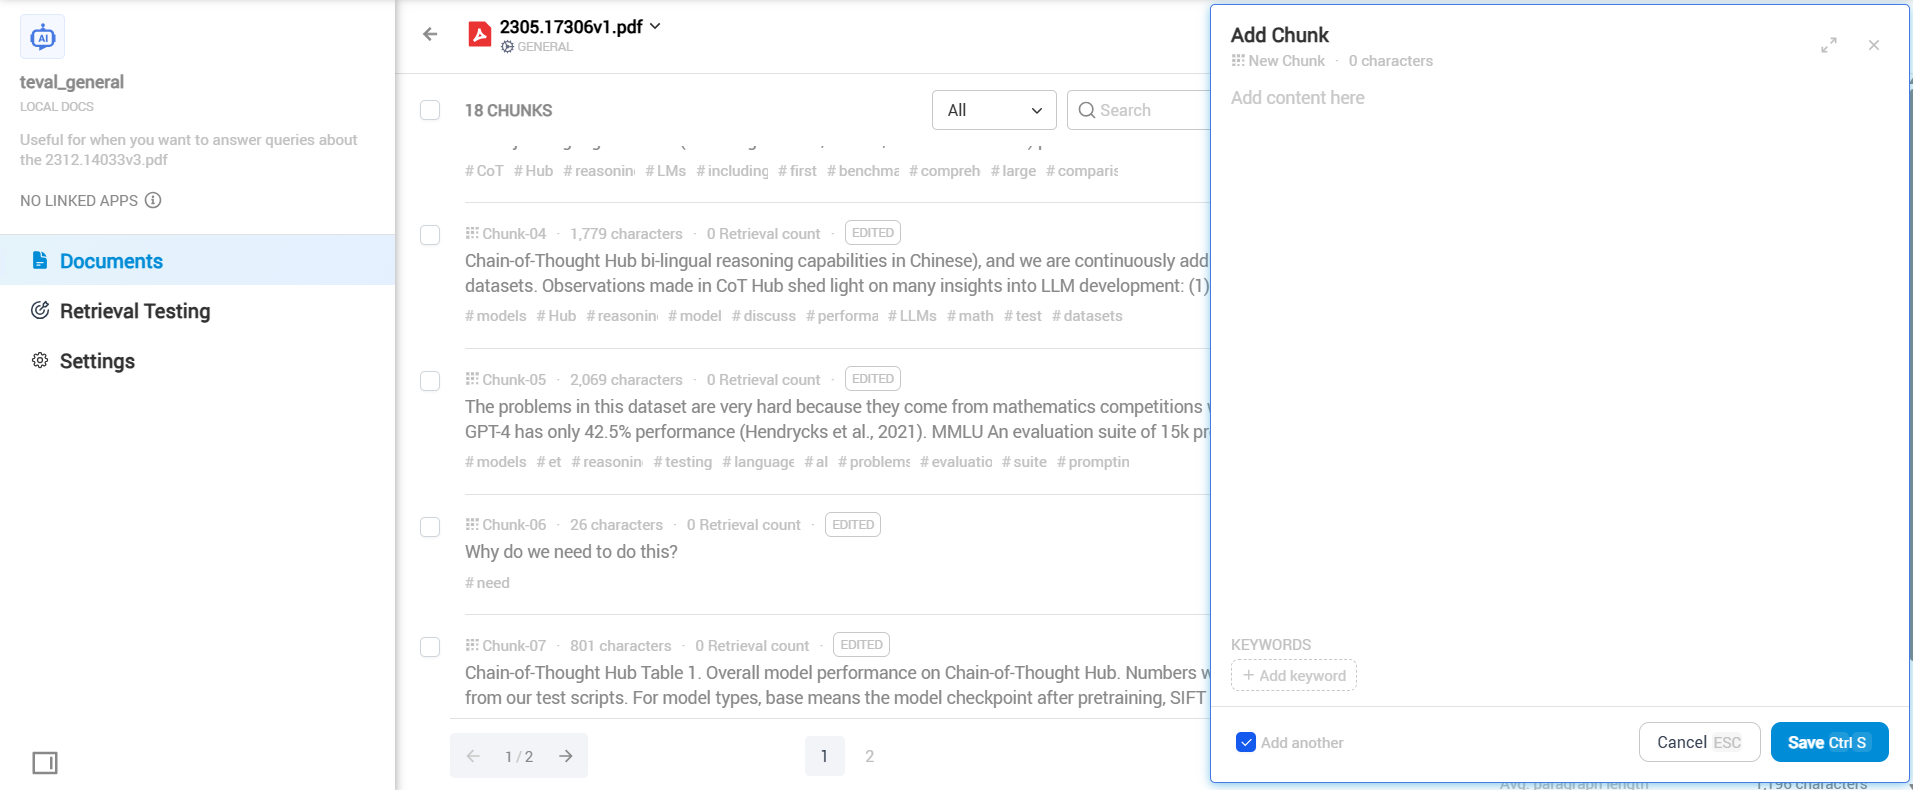 AI
teval_general
LOCAL DOCS
Useful for when you want to answer queries about
the 2312.14033v3.pdf
NO LINKED APPS
Documents
Retrieval Testing
Settings
2305.17306v1.pdf
GENERAL
18 CHUNKS
All
Search
# CoT # Hub # reasonin # LMs # including # first # benchma # compreh # large # comparis
Chunk-04 · 1,779 characters · 0 Retrieval count · EDITED
Chain-of-Thought Hub bi-lingual reasoning capabilities in Chinese), and we are continuously add
datasets. Observations made in CoT Hub shed light on many insights into LLM development: (1)
# models # Hub # reasonin # model # discuss # performa # LLMs # math # test # datasets
Chunk-05 · 2,069 characters · 0 Retrieval count · EDITED
The problems in this dataset are very hard because they come from mathematics competitions
GPT-4 has only 42.5% performance (Hendrycks et al., 2021). MMLU An evaluation suite of 15k pr
# models # et # reasonin # testing # language # al # problems # evaluatio # suite # promptin
Chunk-06 · 26 characters · 0 Retrieval count · EDITED
Why do we need to do this?
# need
Chunk-07 · 801 characters · 0 Retrieval count · EDITED
Chain-of-Thought Hub Table 1. Overall model performance on Chain-of-Thought Hub. Numbers w
from our test scripts. For model types, base means the model checkpoint after pretraining, SIFT
1 / 2
1 2
Add Chunk
New Chunk · 0 characters
Add content here
KEYWORDS
+ Add keyword
Add another
Cancel ESC
Save Ctrl S
Avg. paragraph length 1,196 characters